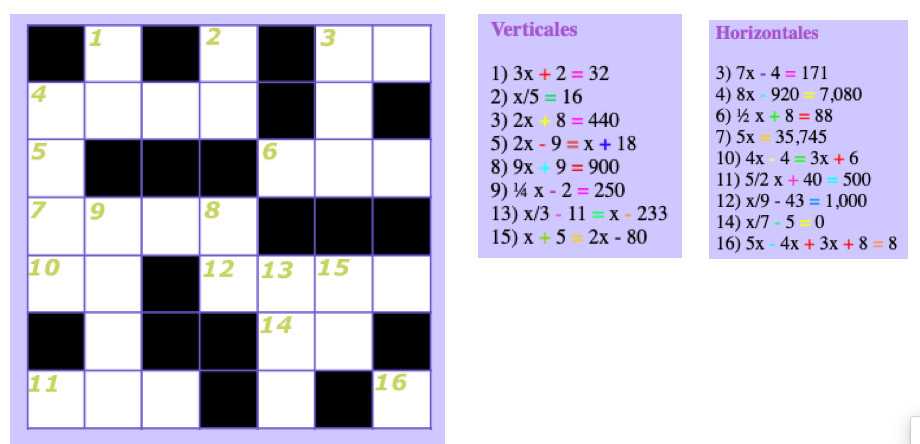 1 2 3
4
5 6
7 9 8
10 12 13 15
14
11 16
Verticales
1) 3x + 2 = 32
2) x/5 = 16
3) 2x + 8 = 440
5) 2x - 9 = x + 18
8) 9x + 9 = 900
9) ¼ x - 2 = 250
13) x/3 - 11 = x - 233
15) x + 5 = 2x - 80
Horizontales
3) 7x - 4 = 171
4) 8x - 920 = 7,080
6) ½ x + 8 = 88
7) 5x = 35,745
10) 4x - 4 = 3x + 6
11) 5/2 x + 40 = 500
12) x/9 - 43 = 1,000
14) x/7 - 5 = 0
16) 5x - 4x + 3x + 8 = 8